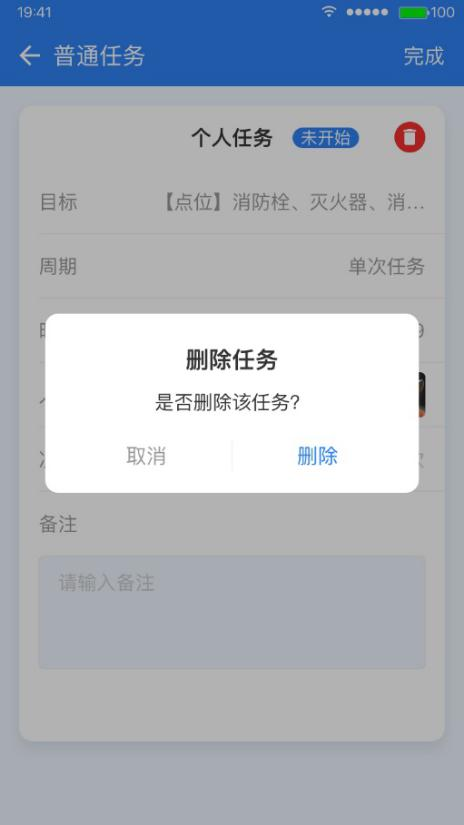 19:41
100
普通任务
完成
个人任务
未开始
目标
【点位】消防栓、灭火器、消...
周期
单次任务
9
删除任务
是否删除该任务?
取消
删除
备注
请输入备注